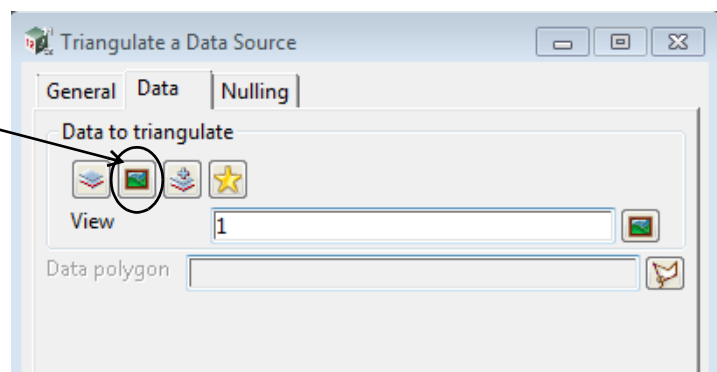 Triangulate a Data Source
General Data Nulling
Data to triangulate
View 1
Data polygon